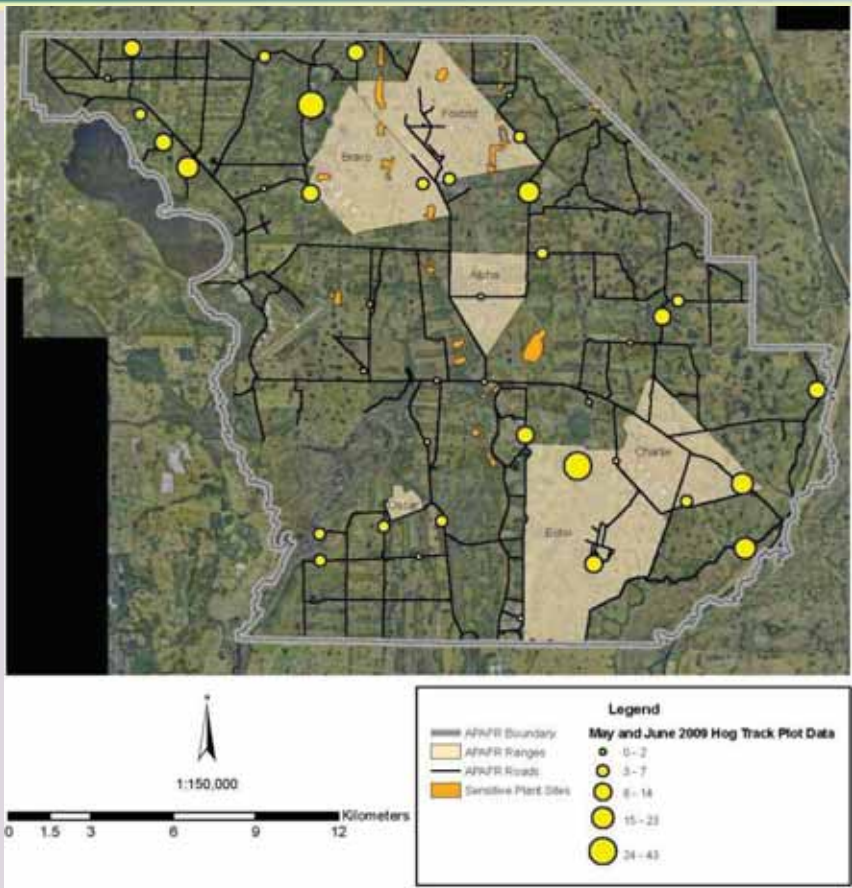 Foxtrot
Bravo
Alpha
Charlie
Oscar
Echo
1:150,000
Kilometers
0 1.5 3 6 9 12
Legend
APAFR Boundary
APAFR Ranges
APAFR Roads
Sensitive Plant Sites
May and June 2009 Hog Track Plot Data
0 - 2
3 - 7
8 - 14
15 - 23
24 - 43